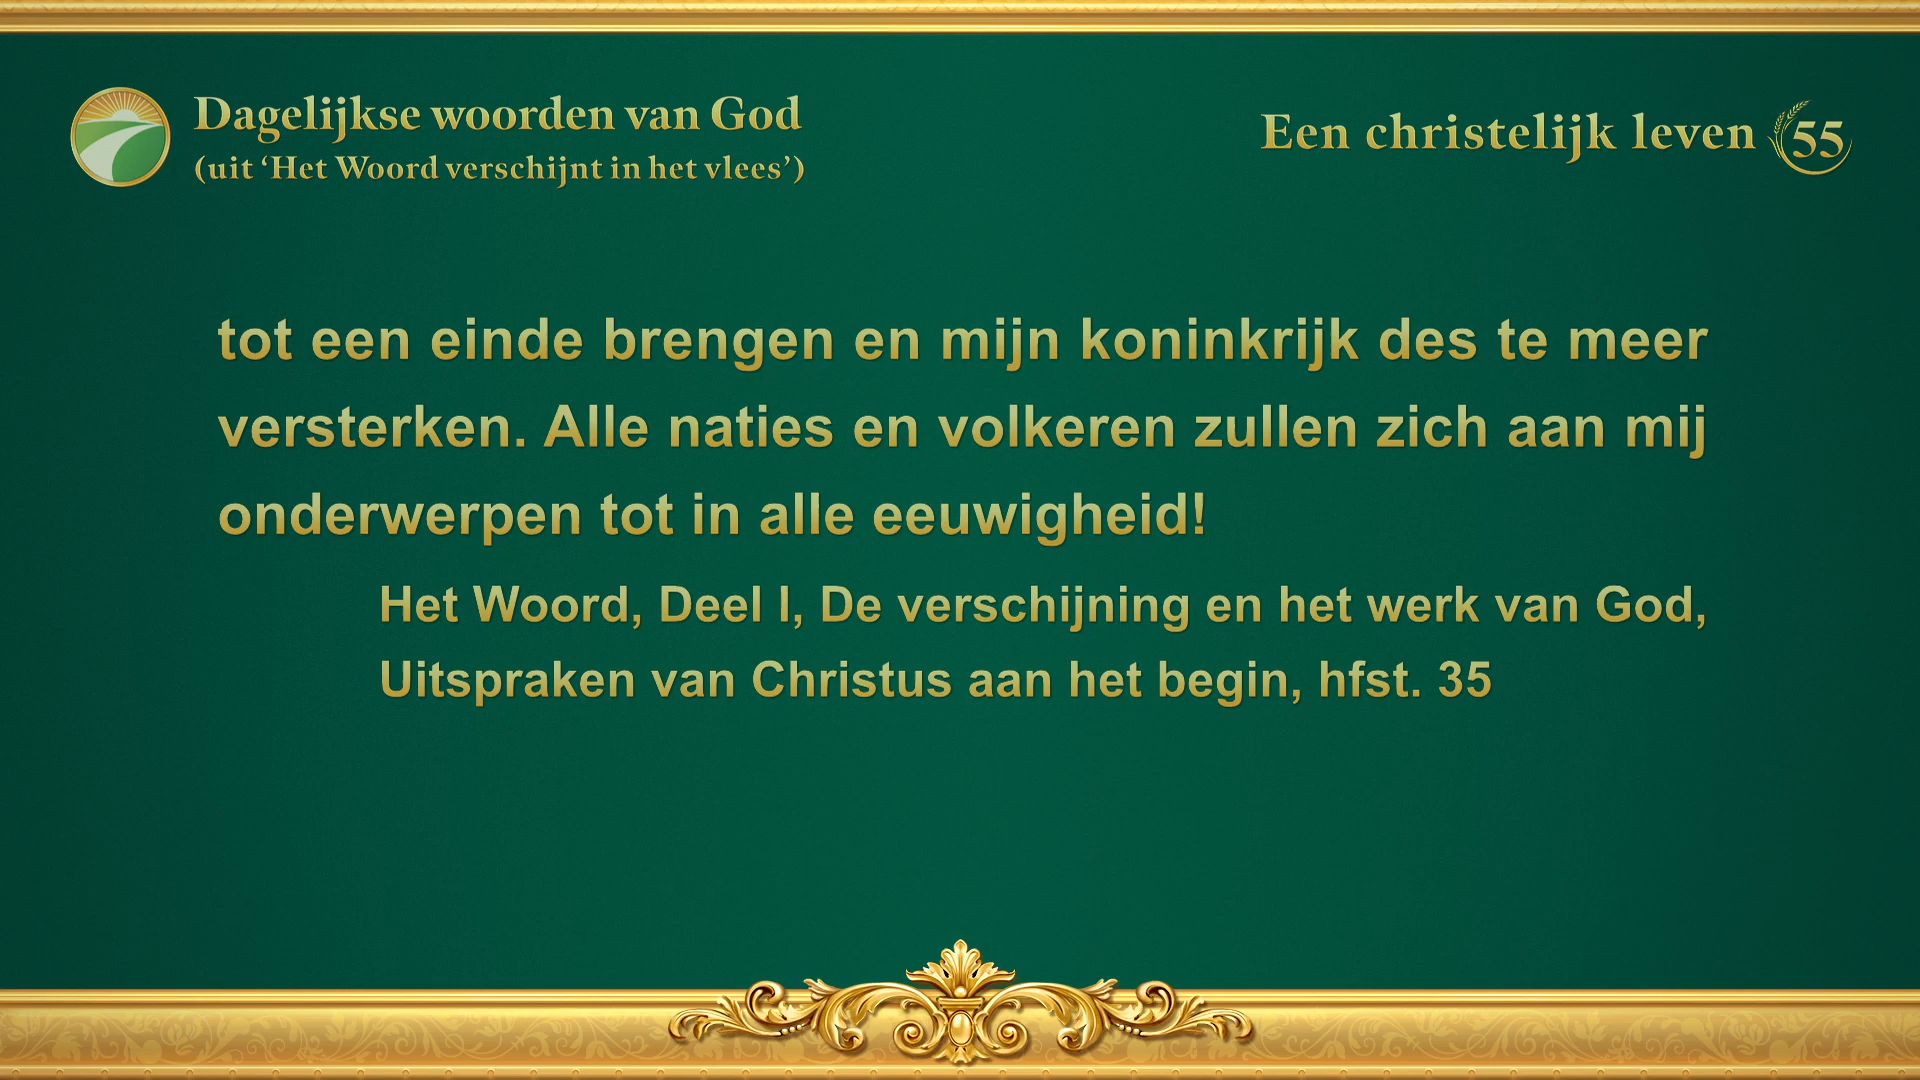 Dagelijkse woorden van God
(uit ‘Het Woord verschijnt in het vlees’)
Een christelijk leven 55
tot een einde brengen en mijn koninkrijk des te meer
versterken. Alle naties en volkeren zullen zich aan mij
onderwerpen tot in alle eeuwigheid!
Het Woord, Deel I, De verschijning en het werk van God,
Uitspraken van Christus aan het begin, hfst. 35